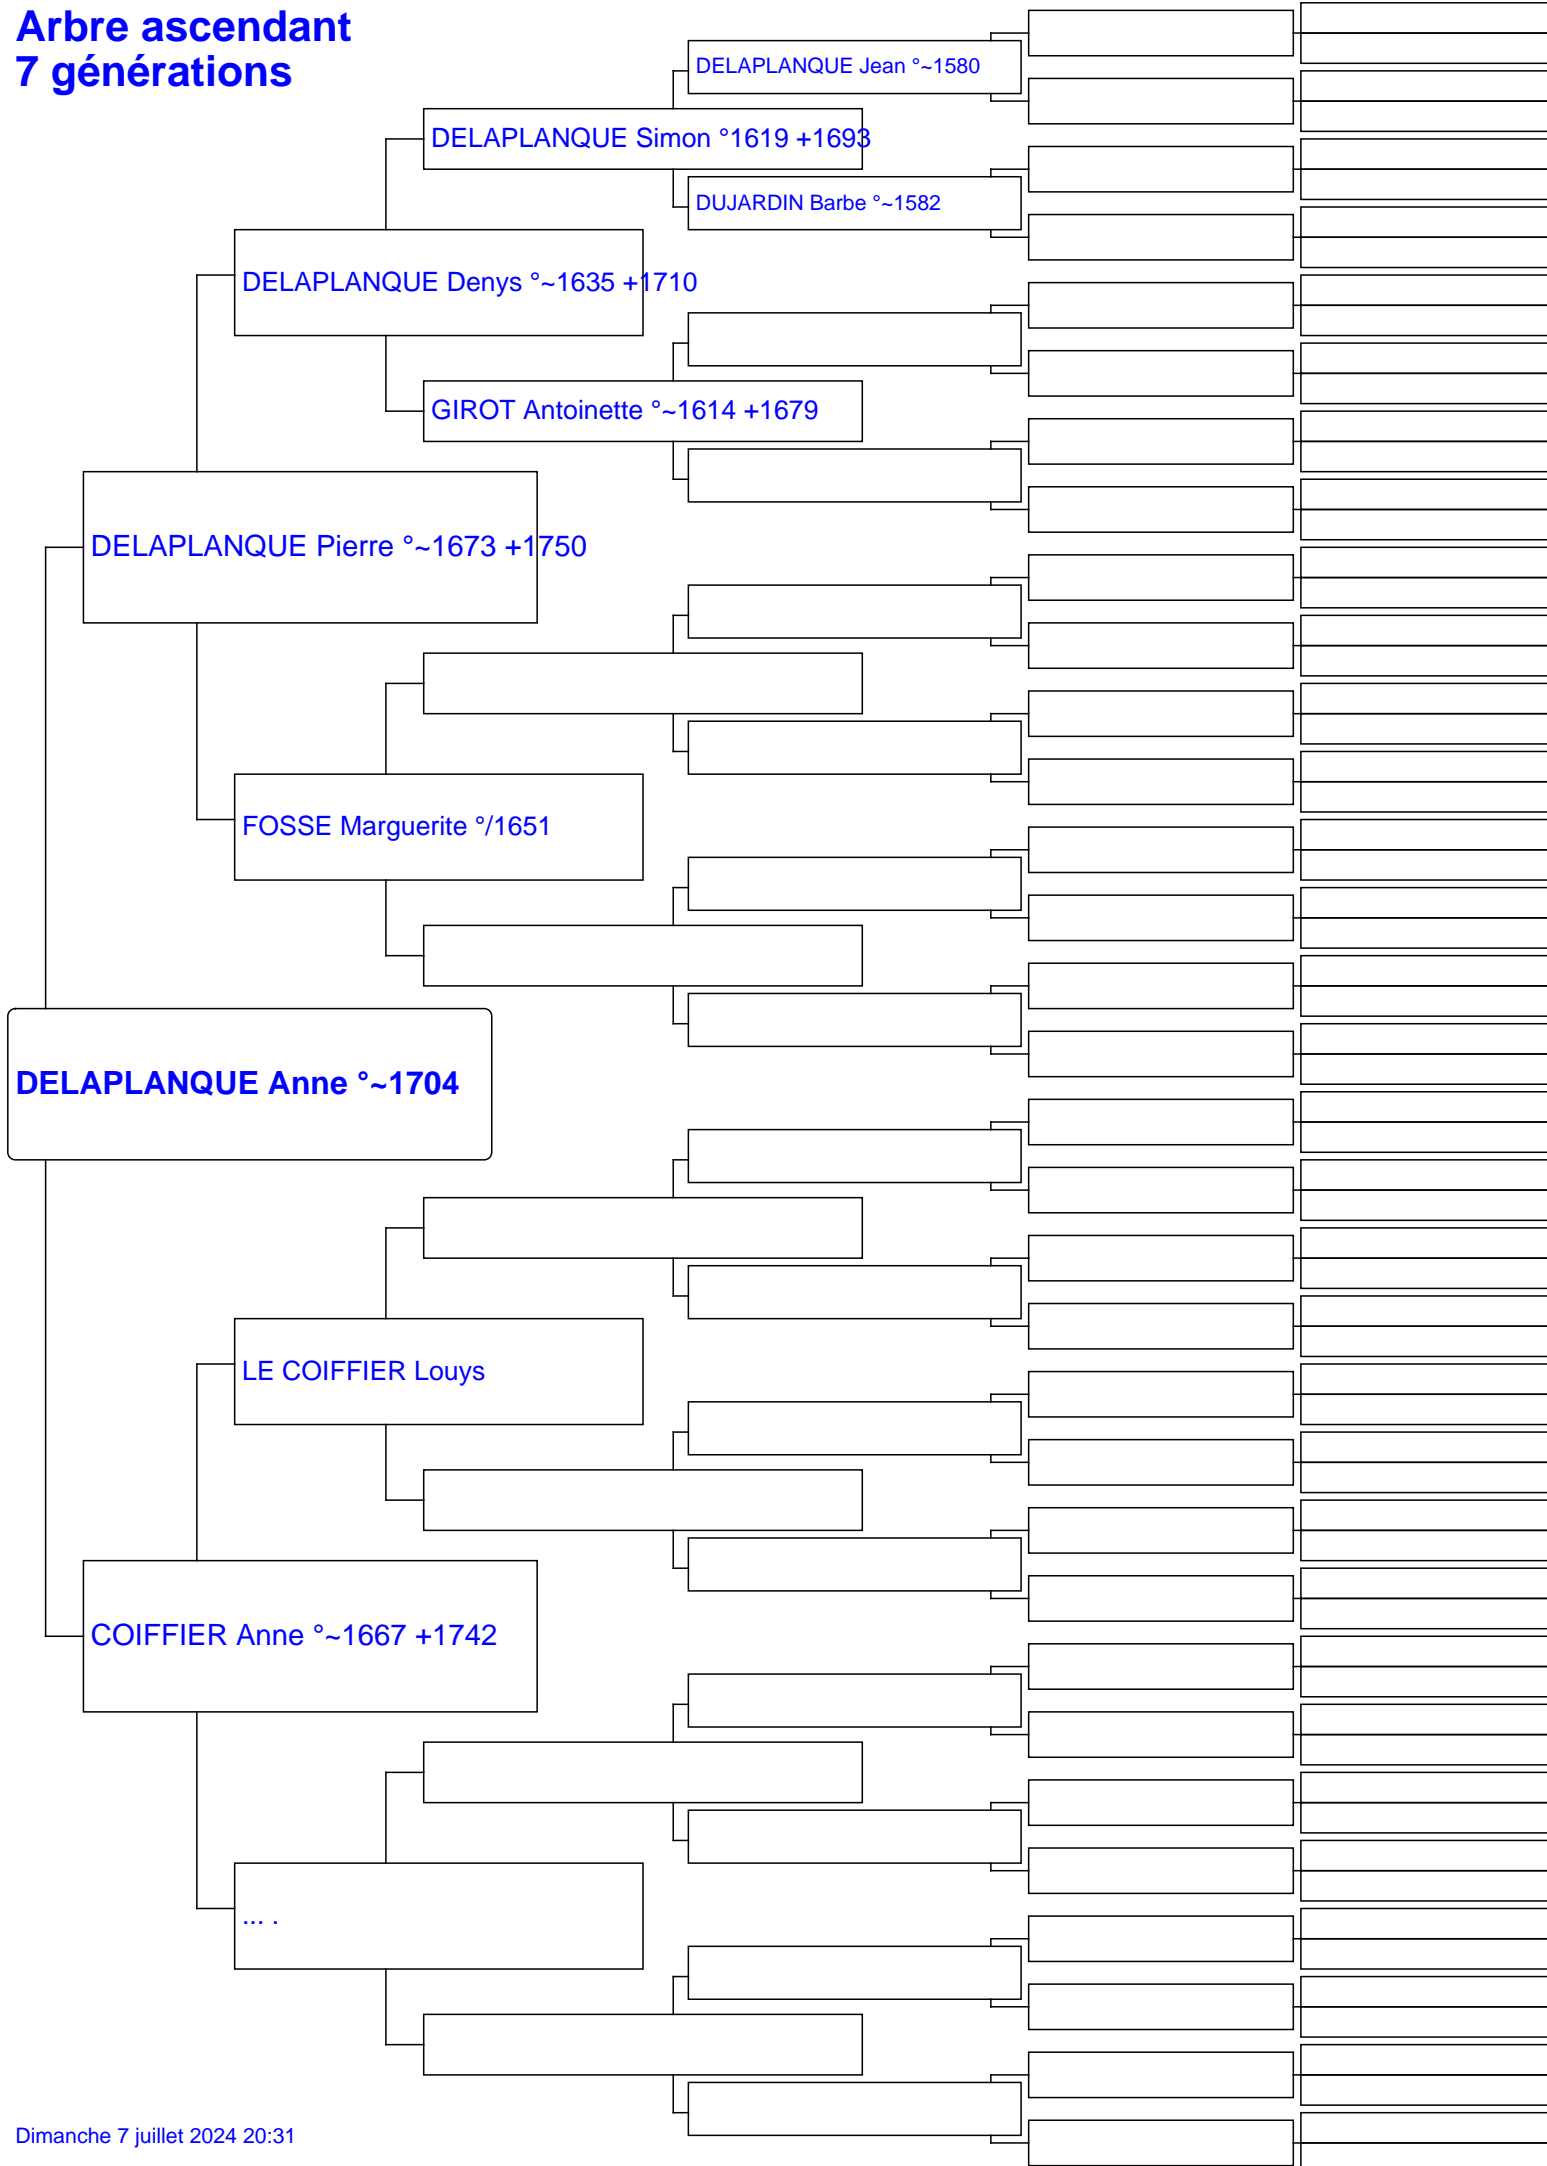 Arbre ascendant
7 générations
DELAPLANQUE Jean °~1580
DELAPLANQUE Simon °1619 +1693
DUJARDIN Barbe °~1582
DELAPLANQUE Denys °~1635 +1710
GIROT Antoinette °~1614 +1679
DELAPLANQUE Pierre °~1673 +1750
FOSSE Marguerite °/1651
DELAPLANQUE Anne °~1704
LE COIFFIER Louys
COIFFIER Anne °~1667 +1742
... .
Dimanche 7 juillet 2024 20:31